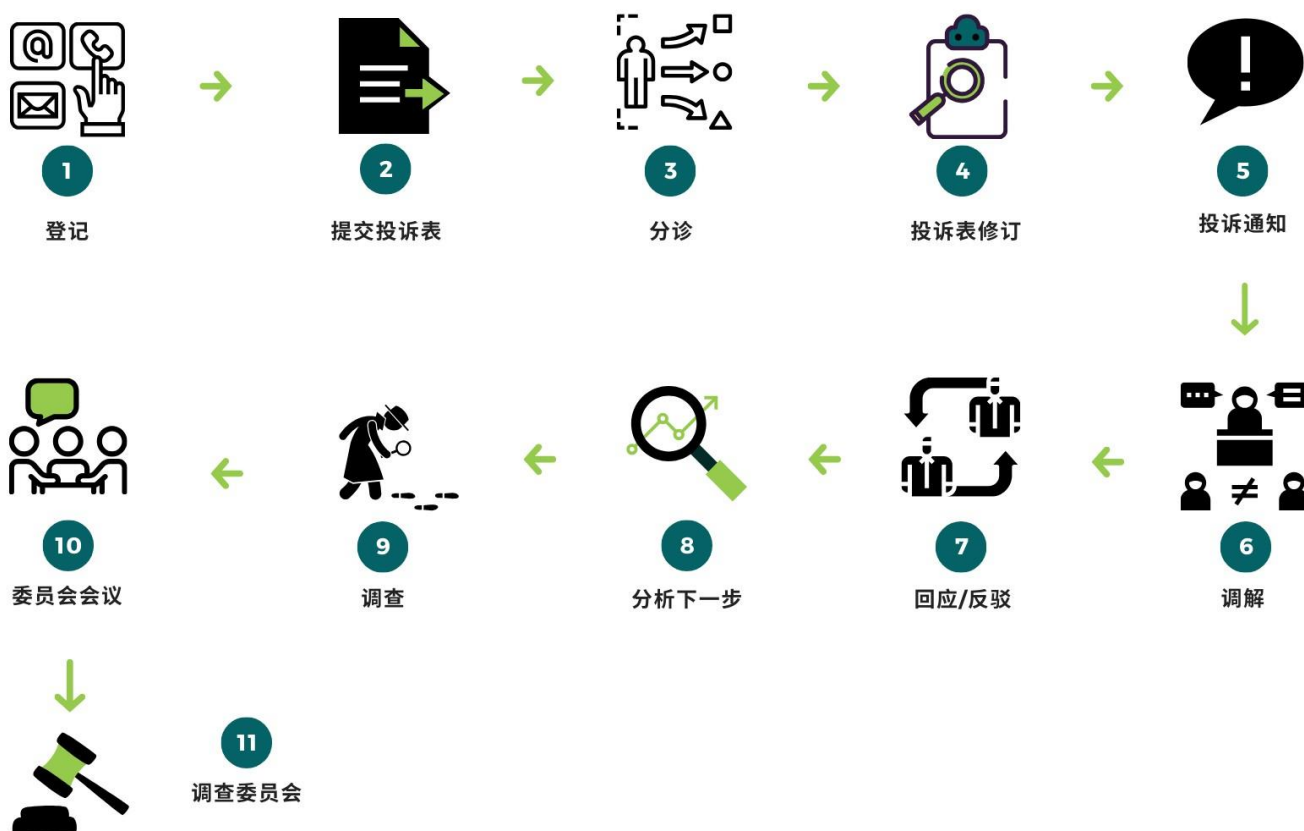 @
1
登记
2
提交投诉表
3
分诊
4
投诉表修订
5
投诉通知
6
调解
7
回应/反驳
8
分析下一步
9
调查
10
委员会会议
11
调查委员会